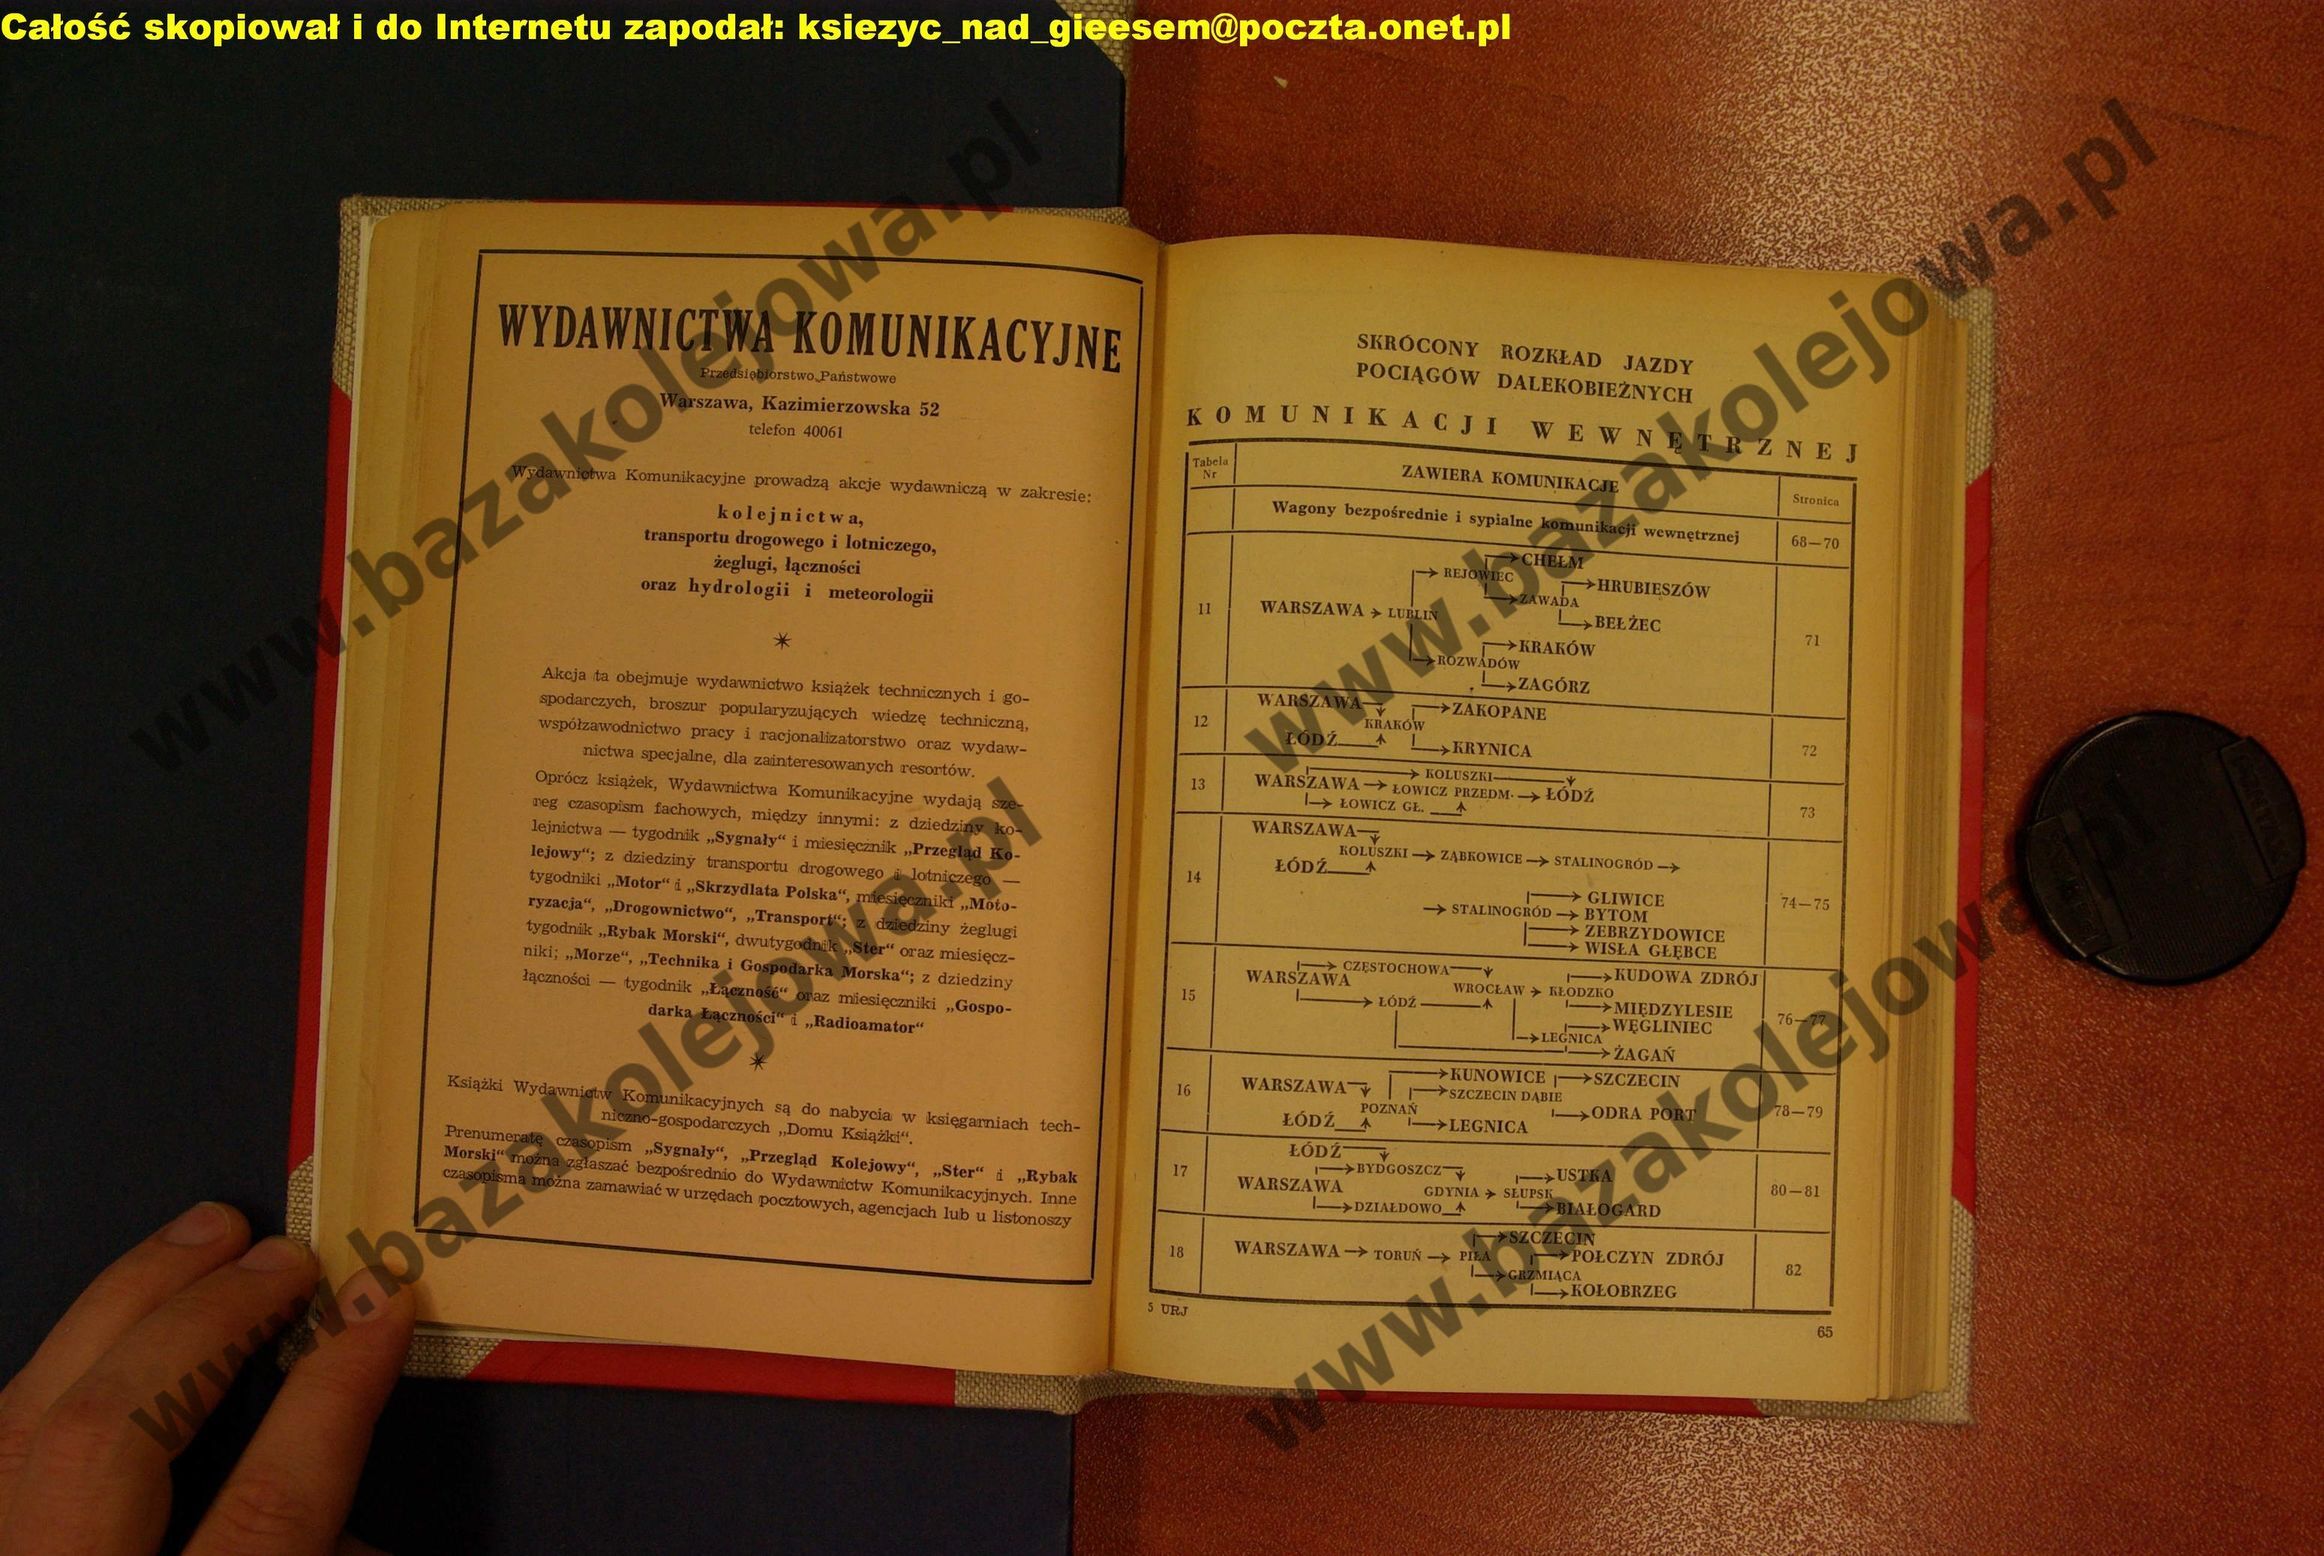 Całość skopiował i do Internetu zapodał: ksiezyc_nad_gieesem@poczta.onet.pl
WYDAWNICTWA KOMUNIKACYJNE
Przedsiębiorstwo Państwowe
Warszawa, Kazimierzowska 52
telefon 40061
Wydawnictwa Komunikacyjne prowadzą akcje wydawniczą w zakresie:
kolejnictwa,
transportu drogowego i lotniczego,
żeglugi, łączności
oraz hydrologii i meteorologii
Akcja ta obejmuje wydawnictwo książek technicznych i go-
spodarczych, broszur popularyzujących wiedzę techniczną,
współzawodnictwo pracy i racjonalizatorstwo oraz wydaw-
nictwa specjalne, dla zainteresowanych resortów.
Oprócz książek, Wydawnictwa Komunikacyjne wydają sze-
reg czasopism fachowych, między innymi: z dziedziny ko-
lejnictwa — tygodnik „Sygnały“ i miesięcznik „Przegląd Ko-
lejowy“; z dziedziny transportu drogowego i lotniczego —
tygodniki „Motor“ i „Skrzydlata Polska“, miesięczniki „Moto-
ryzacja“, „Drogownictwo“, „Transport“; z dziedziny żeglugi
tygodnik „Rybak Morski“, dwutygodnik „Ster“ oraz miesięcz-
niki; „Morze“, „Technika i Gospodarka Morska“; z dziedziny
łączności — tygodnik „Łączność“ oraz miesięczniki „Gospo-
darka Łączności“ i „Radioamator“
Książki Wydawnictw Komunikacyjnych są do nabycia w księgarniach tech-
niczno-gospodarczych „Domu Książki“.
Prenumeratę czasopism „Sygnały“, „Przegląd Kolejowy“, „Ster“ i „Rybak
Morski“ można zgłaszać bezpośrednio do Wydawnictw Komunikacyjnych. Inne
czasopisma można zamawiać w urzędach pocztowych, agencjach lub u listonoszy
SKRÓCONY ROZKŁAD JAZDY
POCIĄGÓW DALEKOBIEŻNYCH
KOMUNIKACJI WEWNĘTRZNEJ
Tabela Nr ZAWIERA KOMUNIKACJE Stronica
Wagony bezpośrednie i sypialne komunikacji wewnętrznej 68—70
CHEŁM
REJOWIEC
HRUBIESZÓW
ZAWADA
11 WARSZAWA → LUBLIN
BEŁŻEC
71
KRAKÓW
ROZWADÓW
ZAGÓRZ
WARSZAWA ZAKOPANE
12 KRAKÓW 72
ŁÓDŹ KRYNICA
KOLUSZKI
13 WARSZAWA → ŁOWICZ PRZEDM. → ŁÓDŹ 73
ŁOWICZ GŁ.
WARSZAWA
KOLUSZKI → ZĄBKOWICE → STALINOGRÓD →
ŁÓDŹ
14 74—75
GLIWICE
→ STALINOGRÓD → BYTOM
ZEBRZYDOWICE
WISŁA GŁĘBCE
CZĘSTOCHOWA KUDOWA ZDRÓJ
WARSZAWA
15 WROCŁAW → KŁODZKO 76—77
ŁÓDŹ MIĘDZYLESIE
WĘGLINIEC
LEGNICA
ŻAGAŃ
KUNOWICE SZCZECIN
WARSZAWA SZCZECIN DĄBIE
16 POZNAŃ ODRA PORT 78—79
ŁÓDŹ LEGNICA
ŁÓDŹ
17 BYDGOSZCZ USTKA 80—81
WARSZAWA GDYNIA → SŁUPSK
DZIAŁDOWO BIAŁOGARD
SZCZECIN
18 WARSZAWA → TORUŃ → PIŁA POŁCZYN ZDRÓJ 82
GRZMIĄCA
KOŁOBRZEG
5 URJ
65
www.bazakolejowa.pl
www.bazakolejowa.pl
www.bazakolejowa.pl
www.bazakolejowa.pl